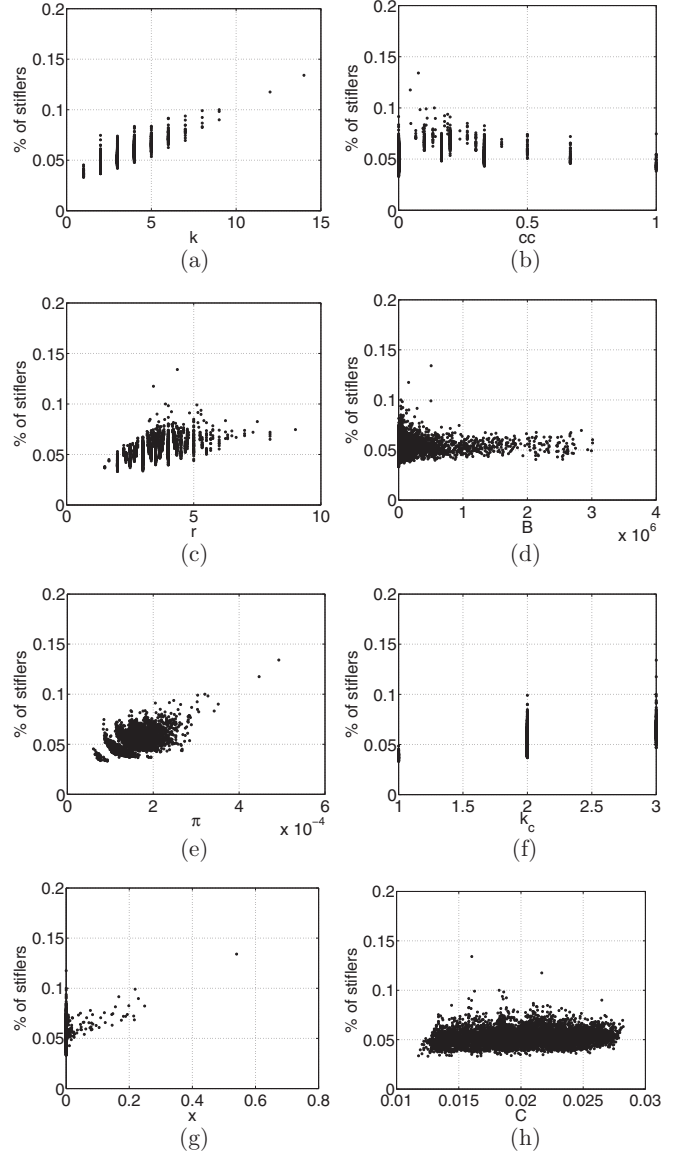 0.2
0.15
0.1
0.05
0
% of stiflers
0 5 10 15
k
(a)
0.2
0.15
0.1
0.05
0
% of stiflers
0 0.5 1
cc
(b)
0.2
0.15
0.1
0.05
0
% of stiflers
0 5 10
r
(c)
0.2
0.15
0.1
0.05
0
% of stiflers
0 1 2 3 4
B
x 10^6
(d)
0.2
0.15
0.1
0.05
0
% of stiflers
0 2 4 6
π
x 10^−4
(e)
0.2
0.15
0.1
0.05
0
% of stiflers
1 1.5 2 2.5 3
k_c
(f)
0.2
0.15
0.1
0.05
0
% of stiflers
0 0.2 0.4 0.6 0.8
x
(g)
0.2
0.15
0.1
0.05
0
% of stiflers
0.01 0.015 0.02 0.025 0.03
C
(h)